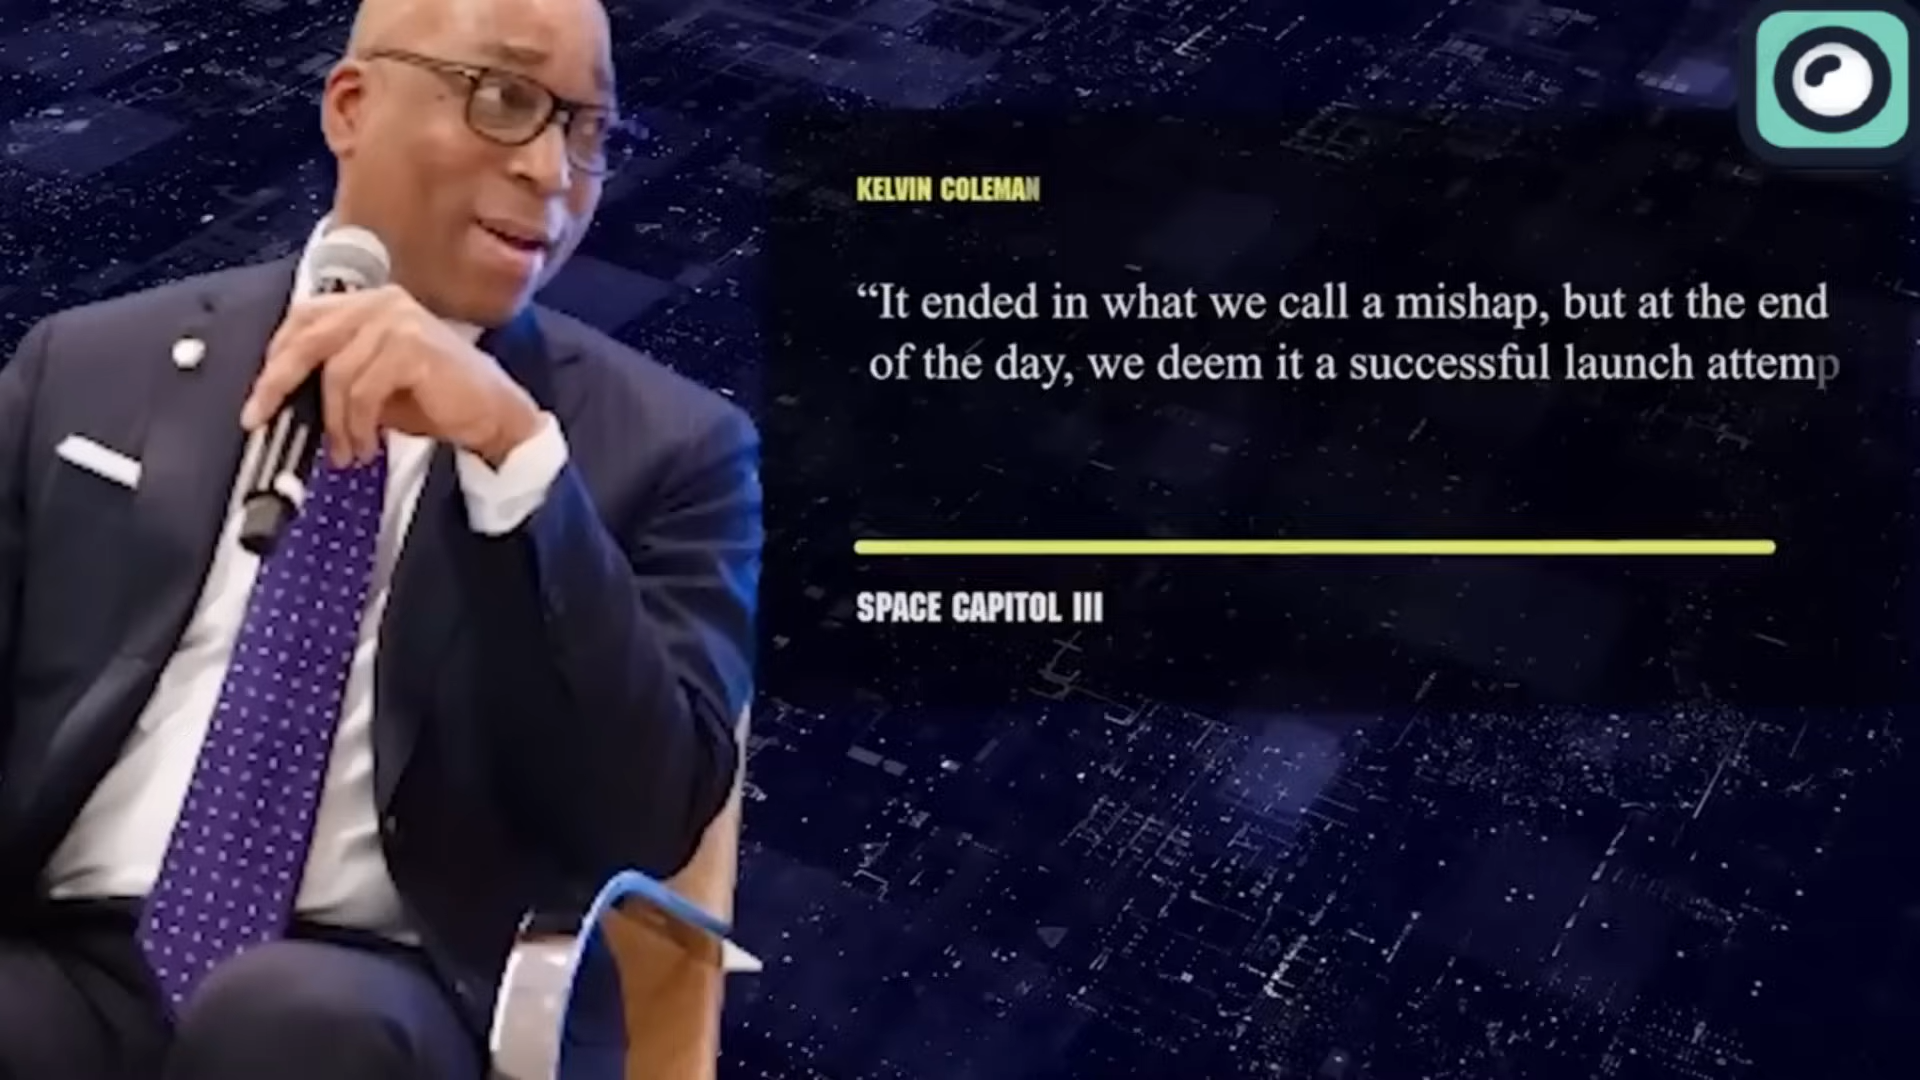 KELVIN COLEMAN
“It ended in what we call a mishap, but at the end
of the day, we deem it a successful launch attemp
SPACE CAPITOL III